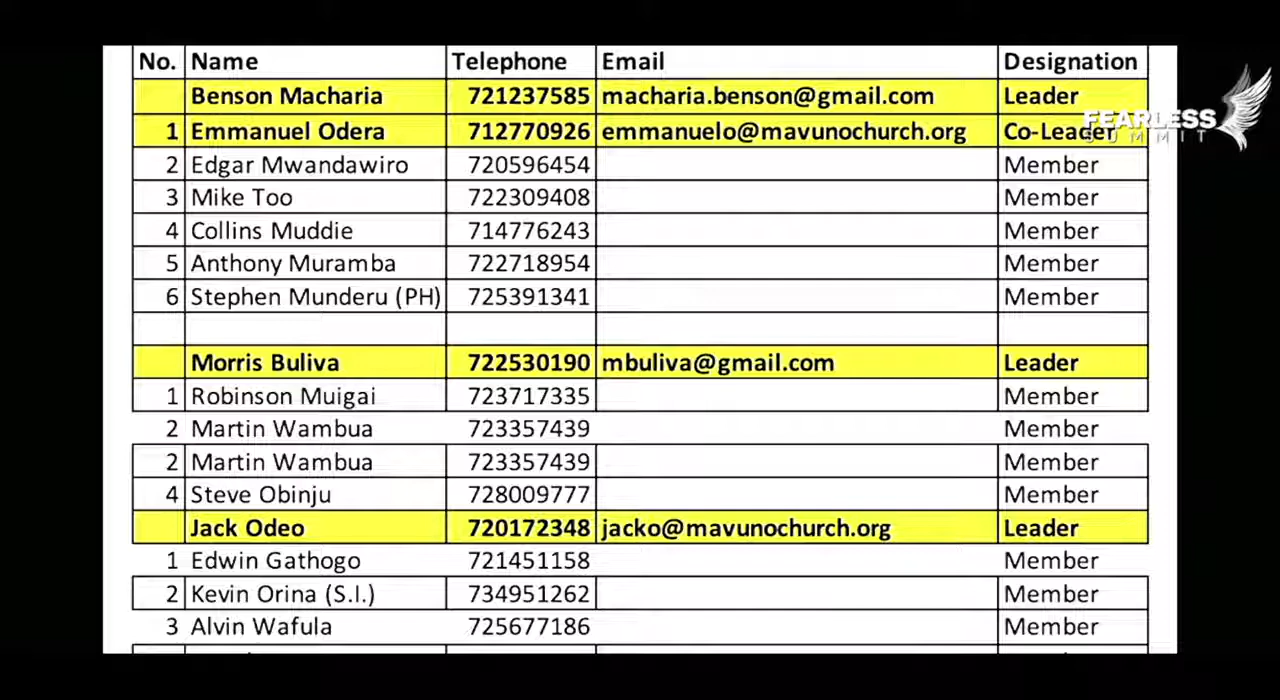 No. Name Telephone Email Designation
Benson Macharia 721237585 macharia.benson@gmail.com Leader
1 Emmanuel Odera 712770926 emmanuelo@mavunochurch.org Co-Leader
FEARLESS
SUMMIT
2 Edgar Mwandawiro 720596454 Member
3 Mike Too 722309408 Member
4 Collins Muddie 714776243 Member
5 Anthony Muramba 722718954 Member
6 Stephen Munderu (PH) 725391341 Member
Morris Buliva 722530190 mbuliva@gmail.com Leader
1 Robinson Muigai 723717335 Member
2 Martin Wambua 723357439 Member
2 Martin Wambua 723357439 Member
4 Steve Obinju 728009777 Member
Jack Odeo 720172348 jacko@mavunochurch.org Leader
1 Edwin Gathogo 721451158 Member
2 Kevin Orina (S.I.) 734951262 Member
3 Alvin Wafula 725677186 Member